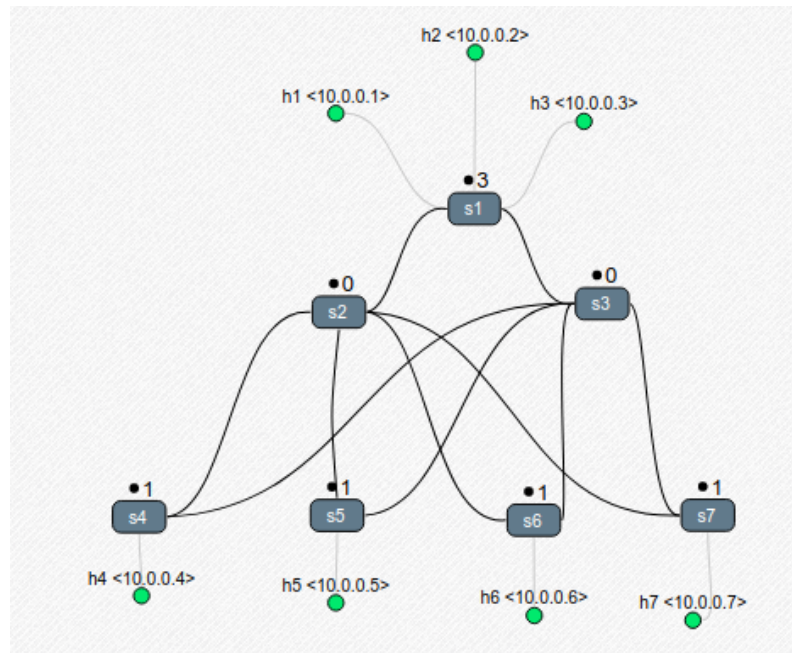 h2 <10.0.0.2>
h1 <10.0.0.1>
h3 <10.0.0.3>
3
s1
0
0
s2
s3
1
1
1
1
s4
s5
s6
s7
h4 <10.0.0.4>
h5 <10.0.0.5>
h6 <10.0.0.6>
h7 <10.0.0.7>